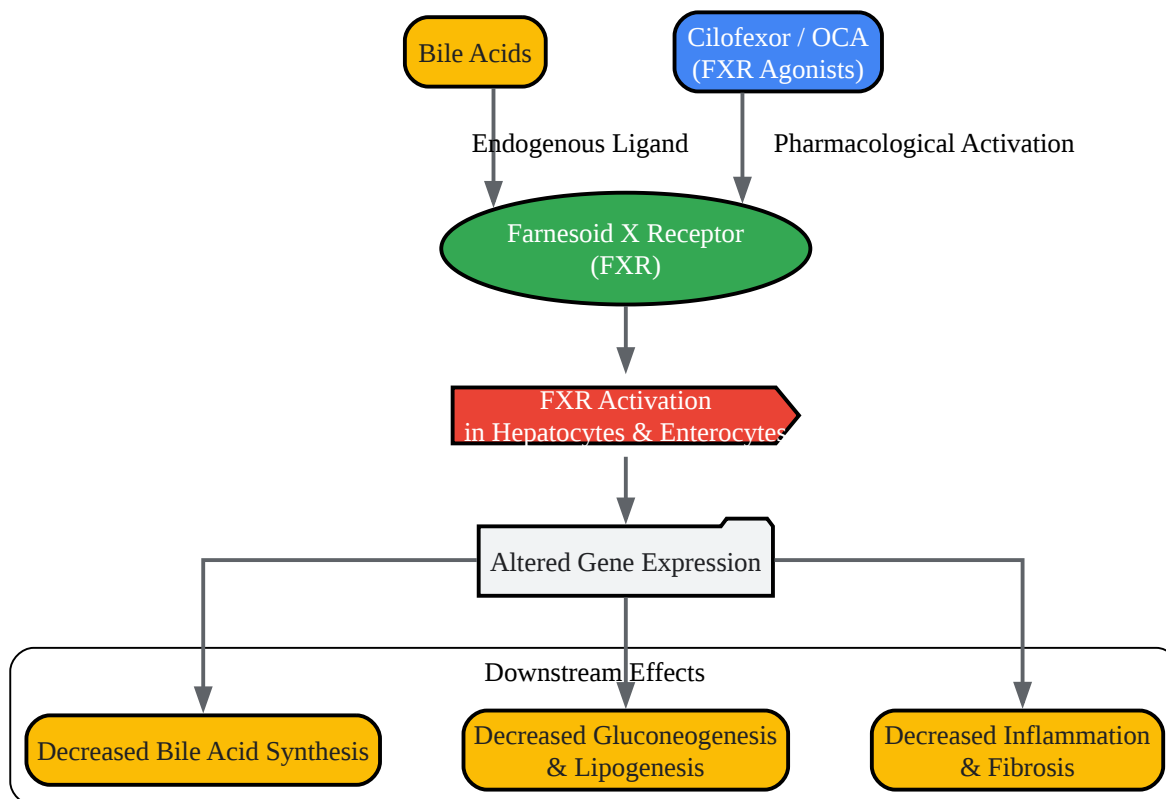 Bile Acids
Cilofexor / OCA
(FXR Agonists)
Endogenous Ligand
Pharmacological Activation
Farnesoid X Receptor
(FXR)
FXR Activation
in Hepatocytes & Enterocytes
Altered Gene Expression
Downstream Effects
Decreased Bile Acid Synthesis
Decreased Gluconeogenesis
& Lipogenesis
Decreased Inflammation
& Fibrosis